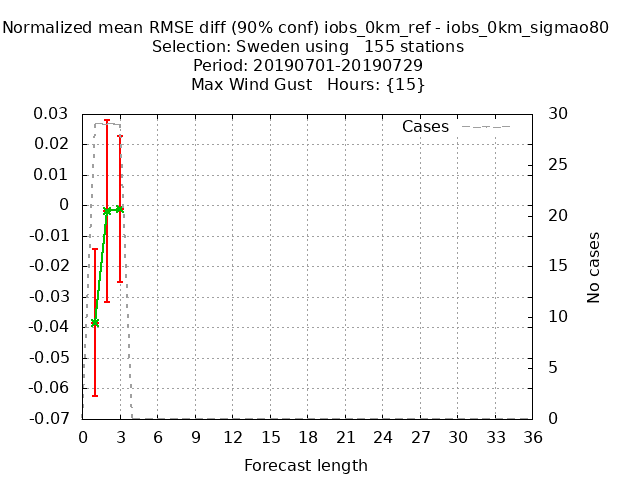 Normalized mean RMSE diff (90% conf) iobs_0km_ref - iobs_0km_sigmao80
Selection: Sweden using 155 stations
Period: 20190701-20190729
Max Wind Gust Hours: {15}
Cases
0.03
0.02
0.01
0
-0.01
-0.02
-0.03
-0.04
-0.05
-0.06
-0.07
30
25
20
15
10
5
0
No cases
0 3 6 9 12 15 18 21 24 27 30 33 36
Forecast length